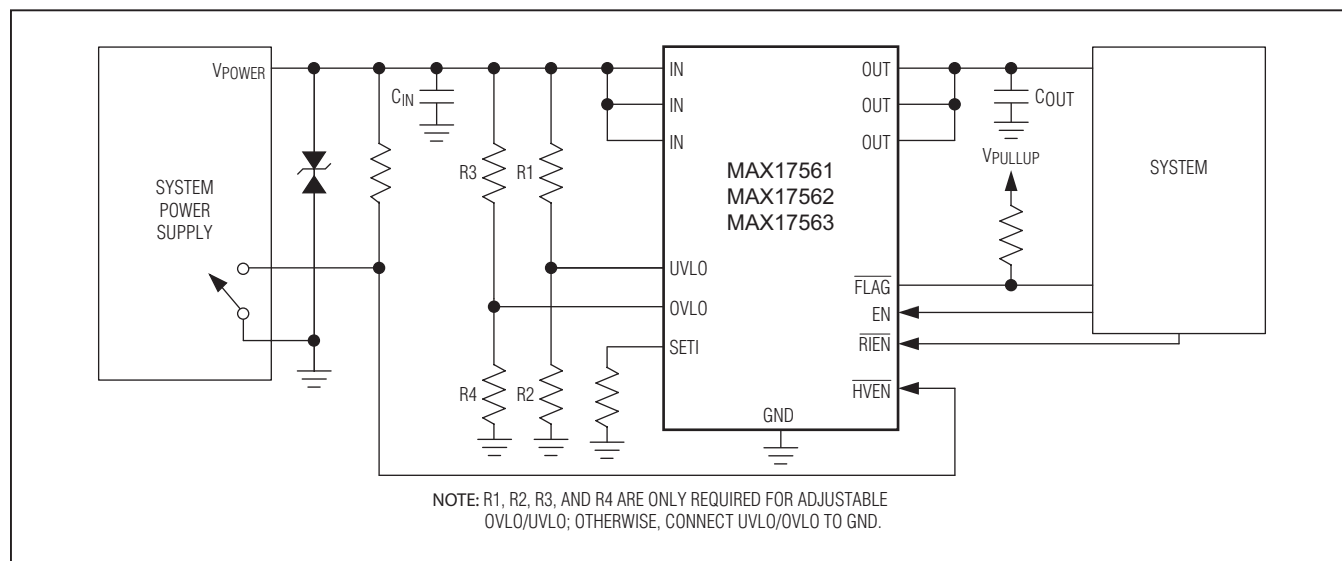 VPOWER
SYSTEM
POWER
SUPPLY
CIN
R3
R1
R4
R2
IN
IN
IN
UVLO
OVLO
SETI
MAX17561
MAX17562
MAX17563
GND
OUT
OUT
OUT
FLAG
EN
RIEN
HVEN
COUT
VPULLUP
SYSTEM
NOTE: R1, R2, R3, AND R4 ARE ONLY REQUIRED FOR ADJUSTABLE
OVLO/UVLO; OTHERWISE, CONNECT UVLO/OVLO TO GND.